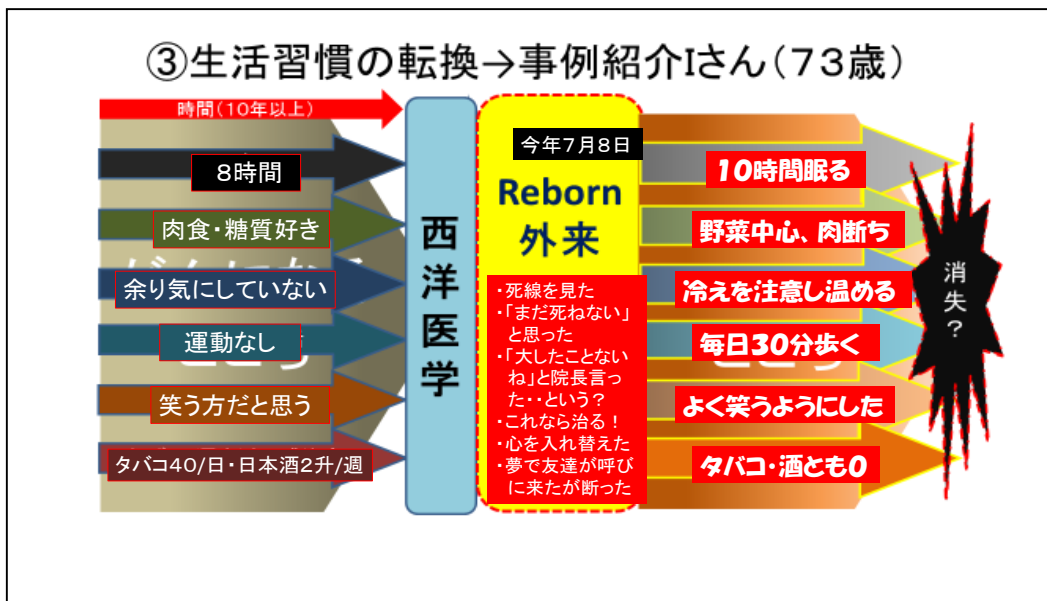 ③生活習慣の転換→事例紹介Iさん(73歳)
時間(10年以上)
8時間
肉食・糖質好き
余り気にしていない
運動なし
笑う方だと思う
タバコ40/日・日本酒2升/週
西洋医学
今年7月8日
Reborn
外来
・死線を見た
・「まだ死ねない」
と思った
・「大したことない
ね」と院長言っ
た・・という?
・これなら治る!
・心を入れ替えた
・夢で友達が呼び
に来たが断った
10時間眠る
野菜中心、肉断ち
冷えを注意し温める
毎日30分歩く
よく笑うようにした
タバコ・酒とも0
消失?